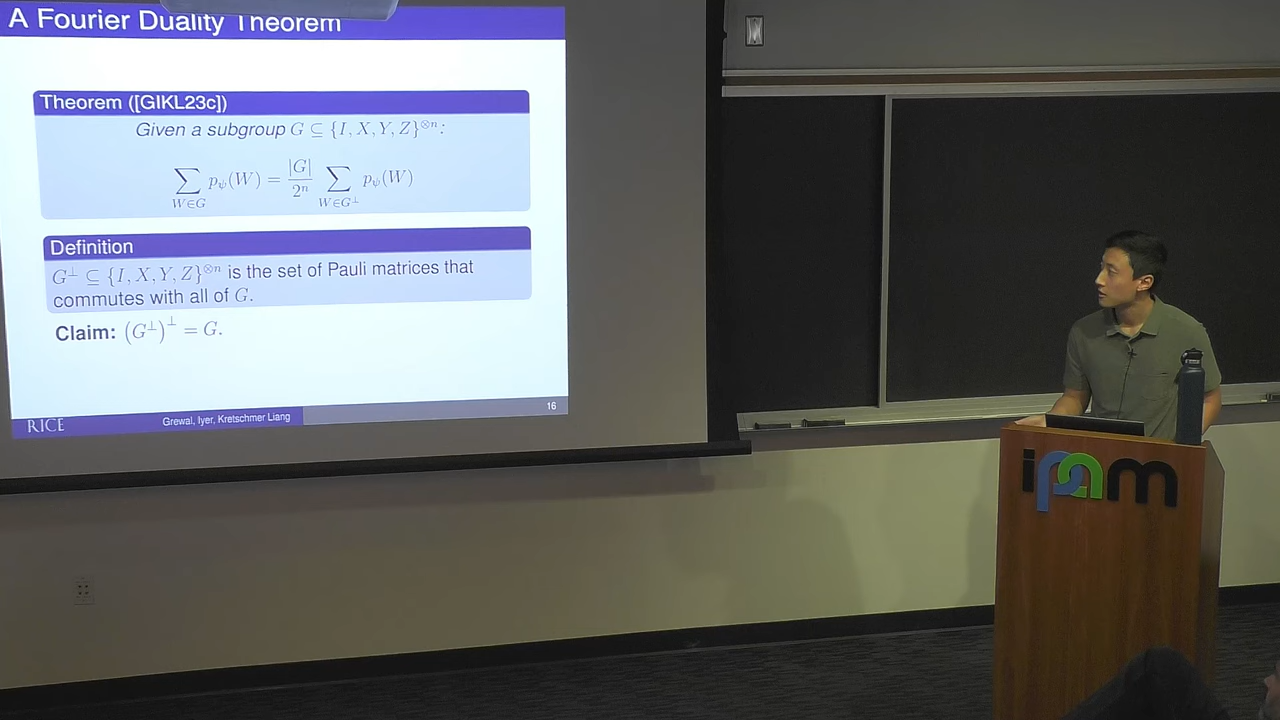 A Fourier Duality Theorem
Theorem ([GIKL23c])
Given a subgroup G ⊆ {I, X, Y, Z}^{⊗n}:
∑_{W∈G} p_ψ(W) = |G|/2^n ∑_{W∈G^⊥} p_ψ(W)
Definition
G^⊥ ⊆ {I, X, Y, Z}^{⊗n} is the set of Pauli matrices that
commutes with all of G.
Claim: (G^⊥)^⊥ = G.
RICE
Grewal, Iyer, Kretschmer Liang
16
ipam